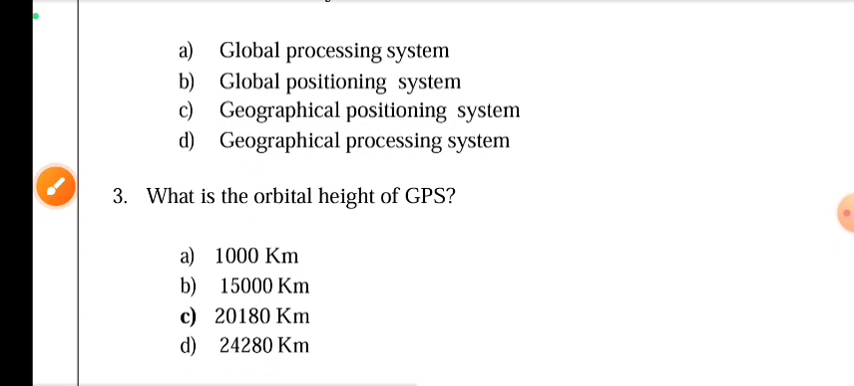 a) Global processing system
b) Global positioning system
c) Geographical positioning system
d) Geographical processing system
3. What is the orbital height of GPS?
a) 1000 Km
b) 15000 Km
c) 20180 Km
d) 24280 Km